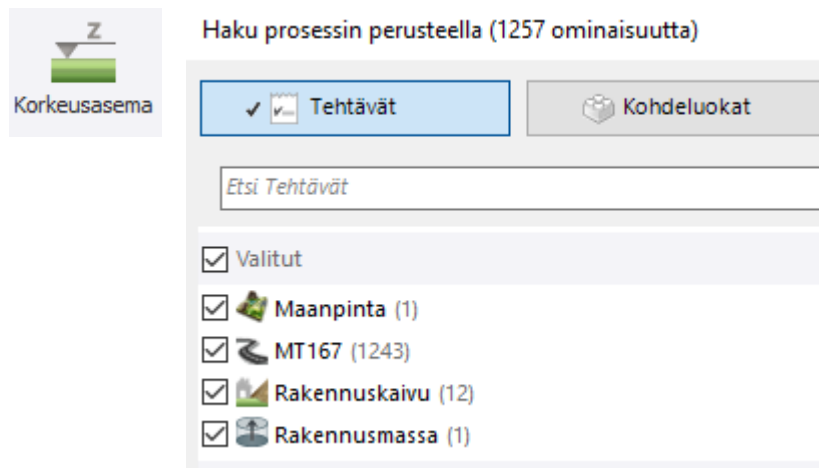 Z
Korkeusasema
Haku prosessin perusteella (1257 ominaisuutta)
Tehtävät
Kohdeluokat
Etsi Tehtävät
Valitut
Maanpinta (1)
MT167 (1243)
Rakennuskaivu (12)
Rakennusmassa (1)